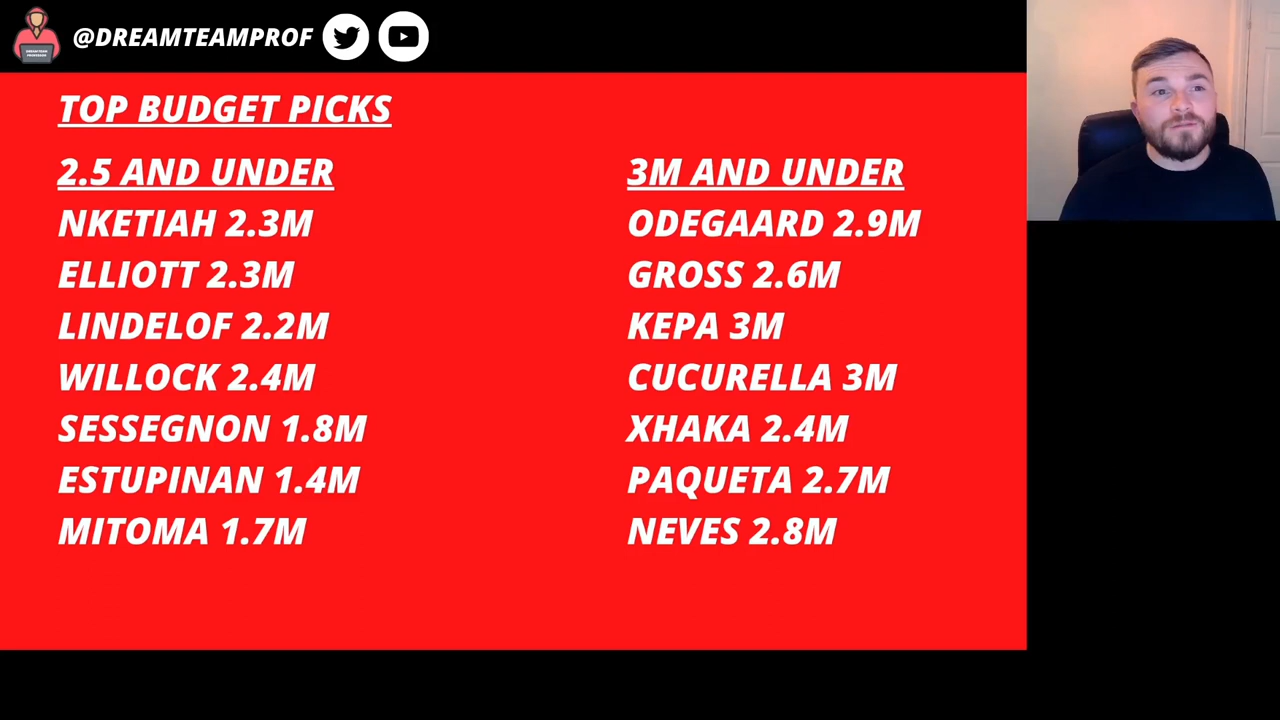 @DREAMTEAMPROF
TOP BUDGET PICKS
2.5 AND UNDER
NKETIAH 2.3M
ELLIOTT 2.3M
LINDELOF 2.2M
WILLOCK 2.4M
SESSEGNON 1.8M
ESTUPINAN 1.4M
MITOMA 1.7M
3M AND UNDER
ODEGAARD 2.9M
GROSS 2.6M
KEPA 3M
CUCURELLA 3M
XHAKA 2.4M
PAQUETA 2.7M
NEVES 2.8M